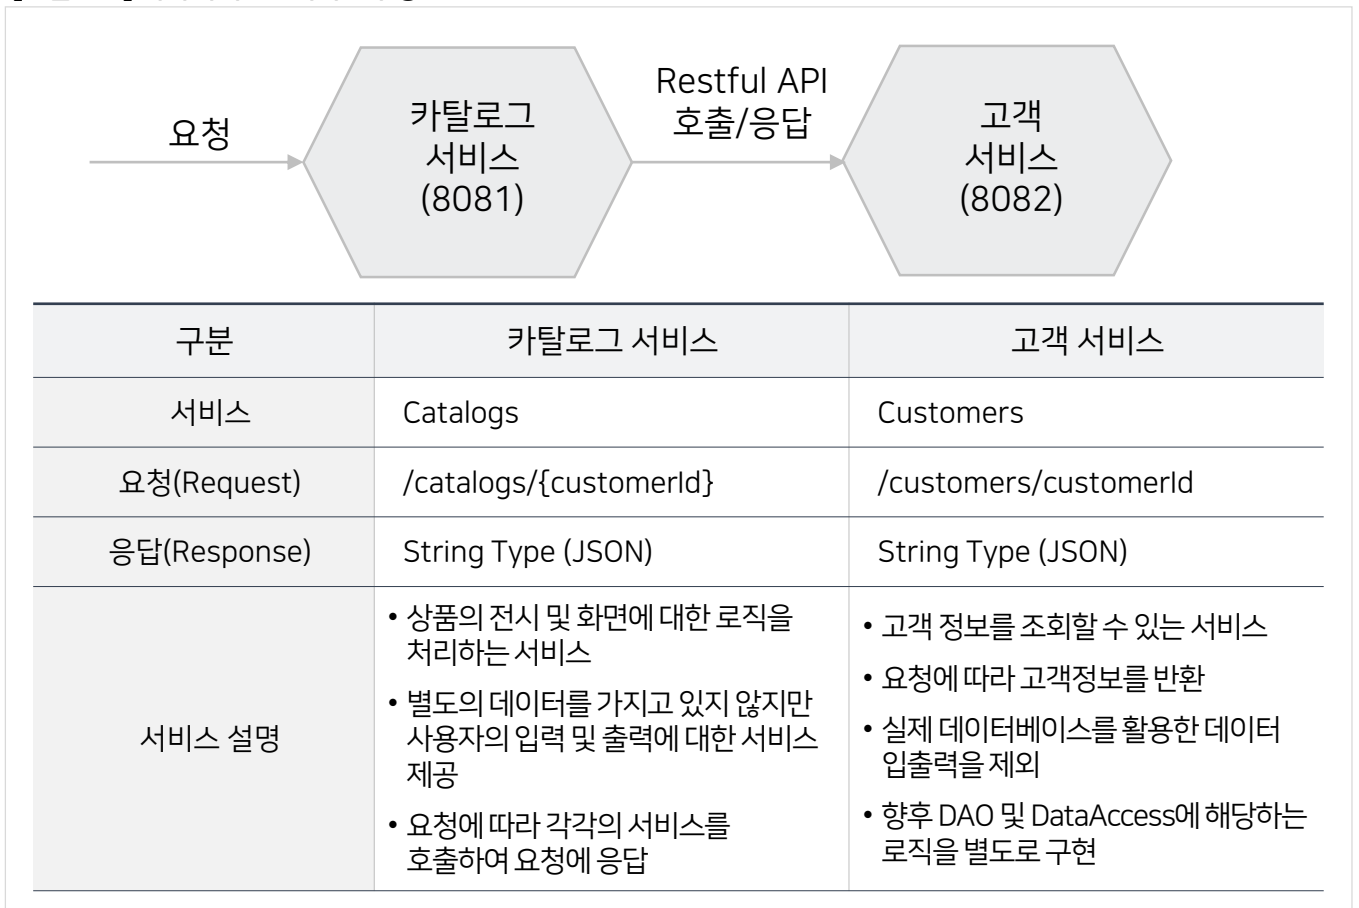 요청
카탈로그
서비스
(8081)
Restful API
호출/응답
고객
서비스
(8082)
구분
카탈로그 서비스
고객 서비스
서비스
Catalogs
Customers
요청(Request)
/catalogs/{customerId}
/customers/customerId
응답(Response)
String Type (JSON)
String Type (JSON)
서비스 설명
• 상품의 전시 및 화면에 대한 로직을
처리하는 서비스
• 별도의 데이터를 가지고 있지 않지만
사용자의 입력 및 출력에 대한 서비스
제공
• 요청에 따라 각각의 서비스를
호출하여 요청에 응답
• 고객 정보를 조회할 수 있는 서비스
• 요청에 따라 고객정보를 반환
• 실제 데이터베이스를 활용한 데이터
입출력을 제외
• 향후 DAO 및 DataAccess에 해당하는
로직을 별도로 구현